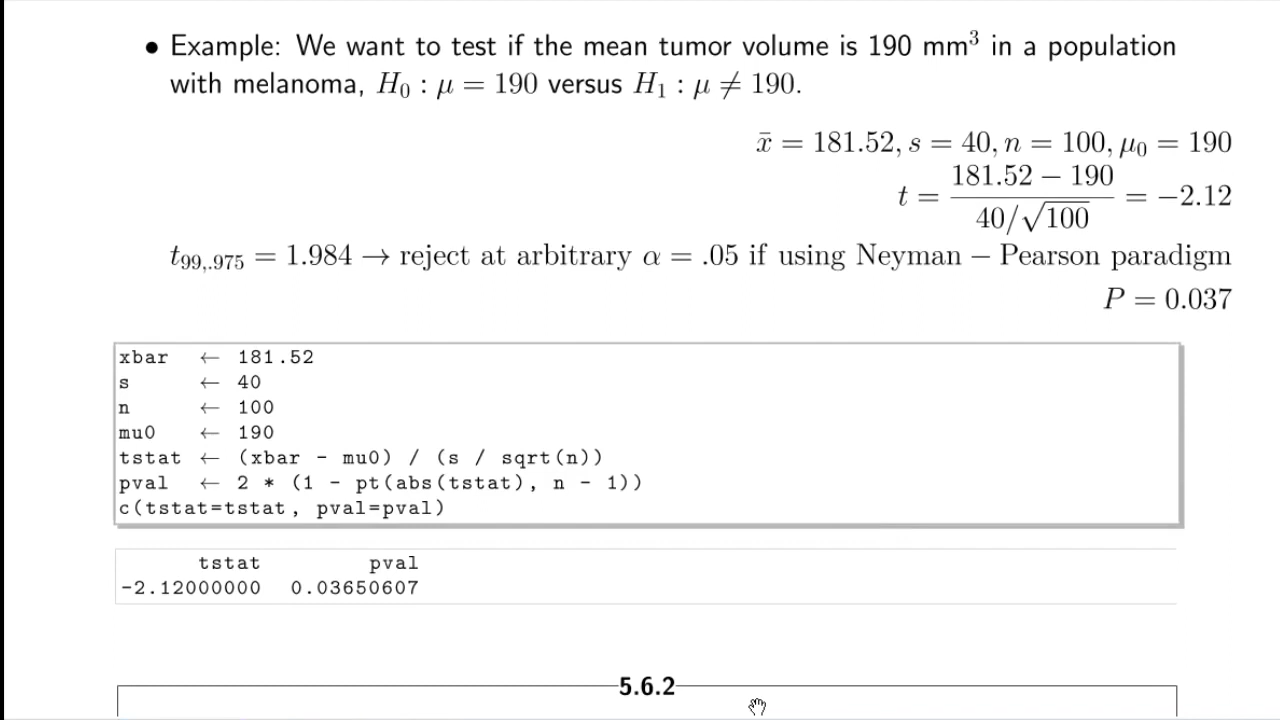 • Example: We want to test if the mean tumor volume is 190 mm³ in a population
with melanoma, H₀ : μ = 190 versus H₁ : μ ≠ 190.
x̄ = 181.52, s = 40, n = 100, μ₀ = 190
t = (181.52 − 190) / (40/√100) = −2.12
t₉₉,.₉₇₅ = 1.984 → reject at arbitrary α = .05 if using Neyman − Pearson paradigm
P = 0.037
xbar ← 181.52
s ← 40
n ← 100
mu0 ← 190
tstat ← (xbar - mu0) / (s / sqrt(n))
pval ← 2 * (1 - pt(abs(tstat), n - 1))
c(tstat=tstat, pval=pval)
tstat pval
-2.12000000 0.03650607
5.6.2